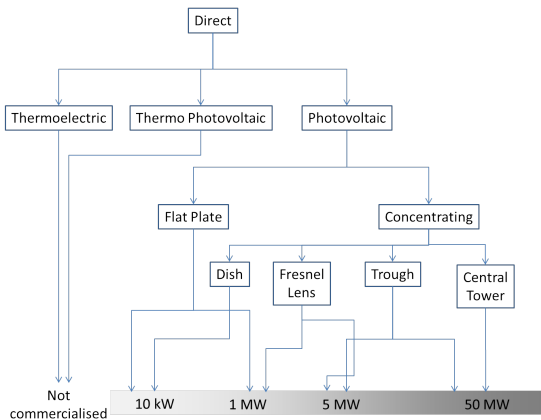 Direct
Thermoelectric
Thermo Photovoltaic
Photovoltaic
Flat Plate
Concentrating
Dish
Fresnel
Lens
Trough
Central
Tower
Not
commercialised
10 kW
1 MW
5 MW
50 MW